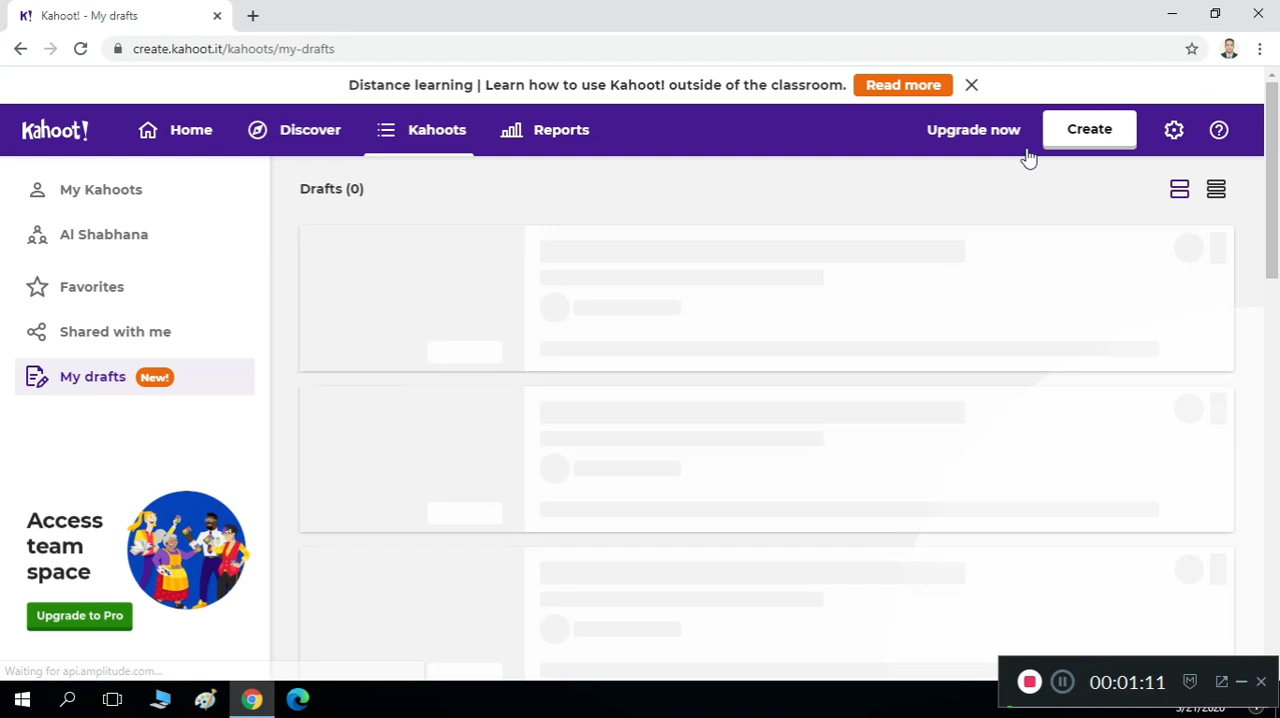 Kahoot! - My drafts
create.kahoot.it/kahoots/my-drafts
Distance learning | Learn how to use Kahoot! outside of the classroom. Read more
Kahoot! Home Discover Kahoots Reports Upgrade now Create
My Kahoots
Al Shabhana
Favorites
Shared with me
My drafts New!
Drafts (0)
Access
team
space
Upgrade to Pro
Waiting for api.amplitude.com...
00:01:11